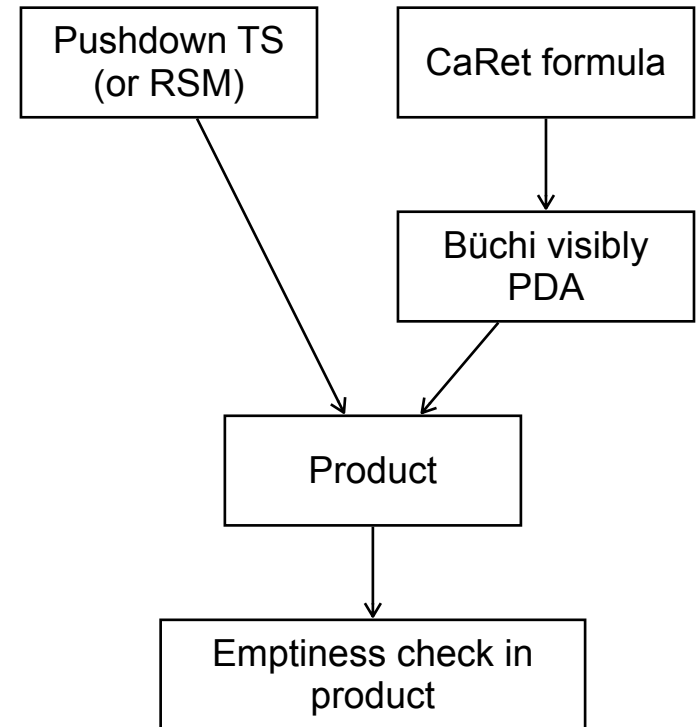 Pushdown TS
(or RSM)
CaRet formula
Büchi visibly
PDA
Product
Emptiness check in
product